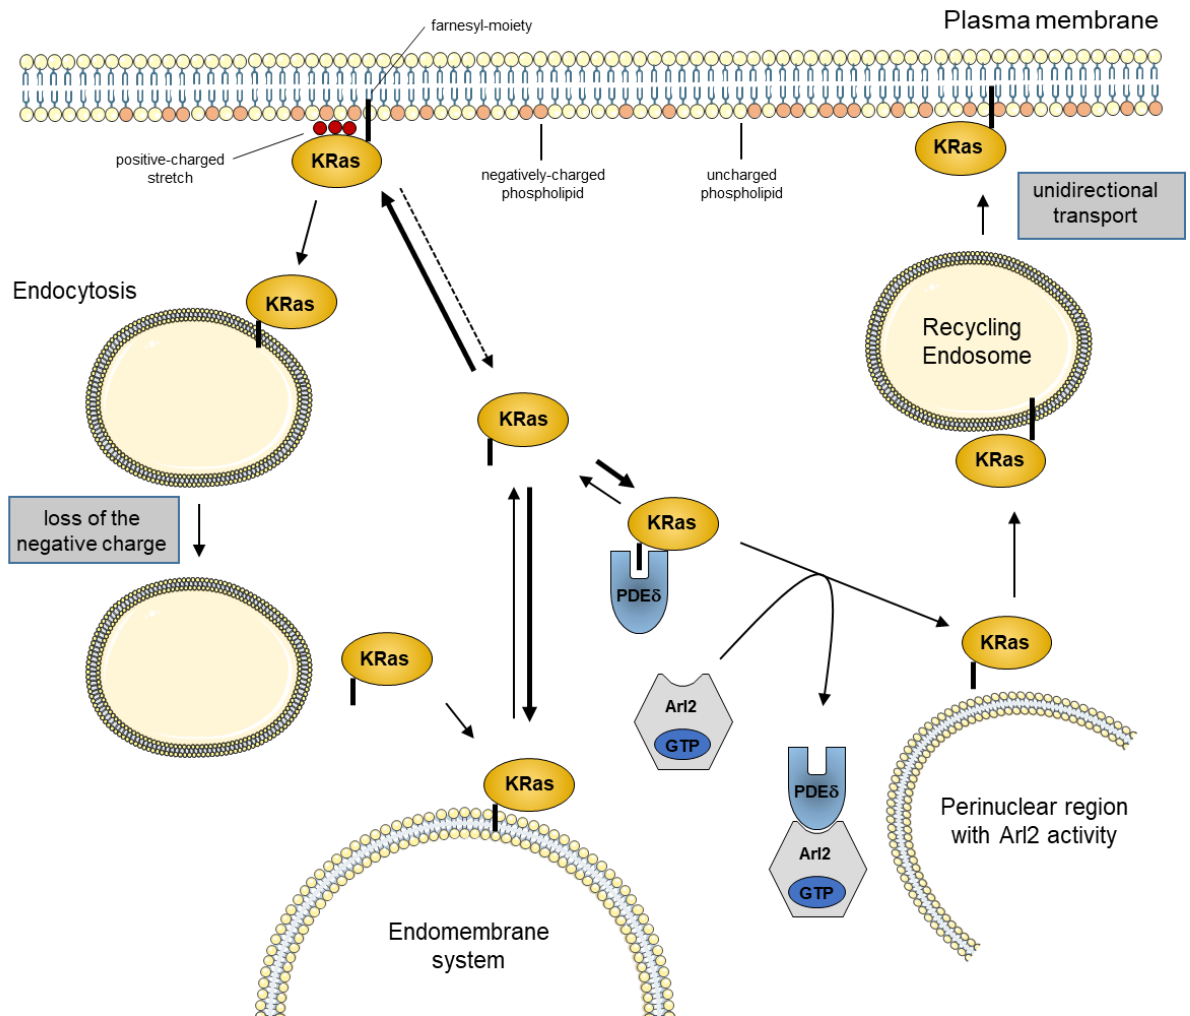 farnesyl-moiety
Plasma membrane
KRas
positive-charged
stretch
negatively-charged
phospholipid
uncharged
phospholipid
KRas
unidirectional
transport
Endocytosis
KRas
Recycling
Endosome
KRas
KRas
loss of the
negative charge
KRas
PDEδ
KRas
KRas
Arl2
GTP
KRas
PDEδ
Arl2
GTP
Perinuclear region
with Arl2 activity
Endomembrane
system